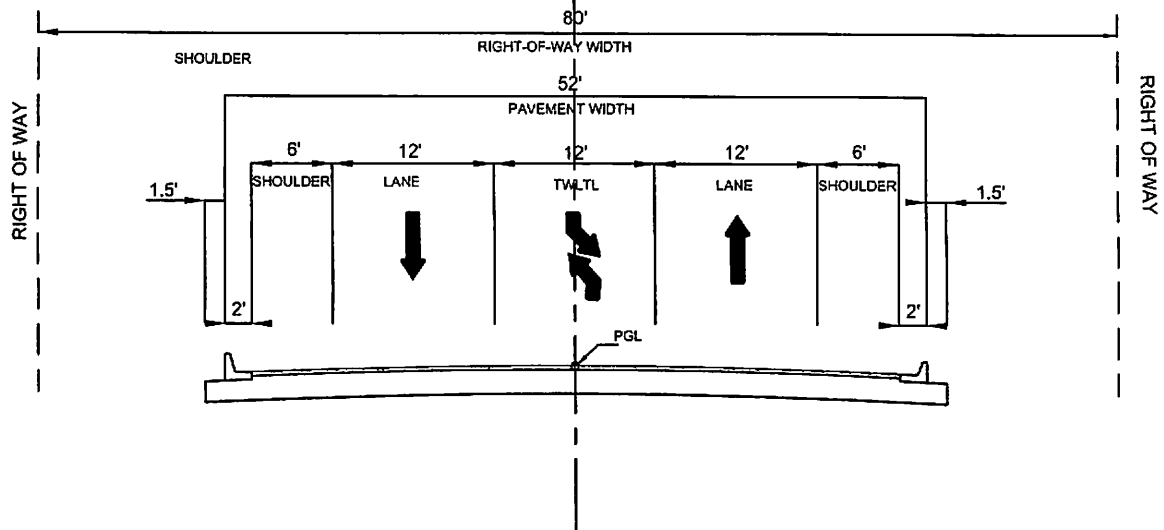 80'
RIGHT-OF-WAY WIDTH
SHOULDER
52'
PAVEMENT WIDTH
6' 12' 12' 12' 6'
SHOULDER LANE TWLTL LANE SHOULDER
1.5' 1.5'
RIGHT OF WAY
RIGHT OF WAY
2' 2'
PGL